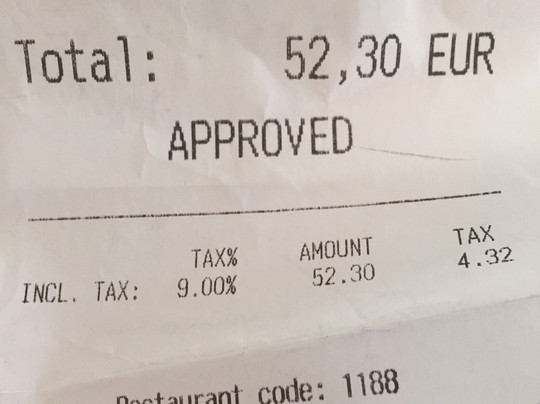 Total: 52,30 EUR
APPROVED
TAX% AMOUNT TAX
INCL. TAX: 9.00% 52.30 4.32
Restaurant code: 1188